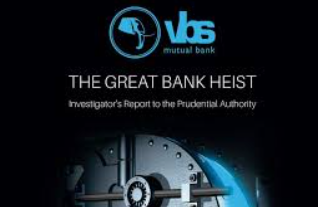 vbs
mutual bank
THE GREAT BANK HEIST
Investigator's Report to the Prudential Authority